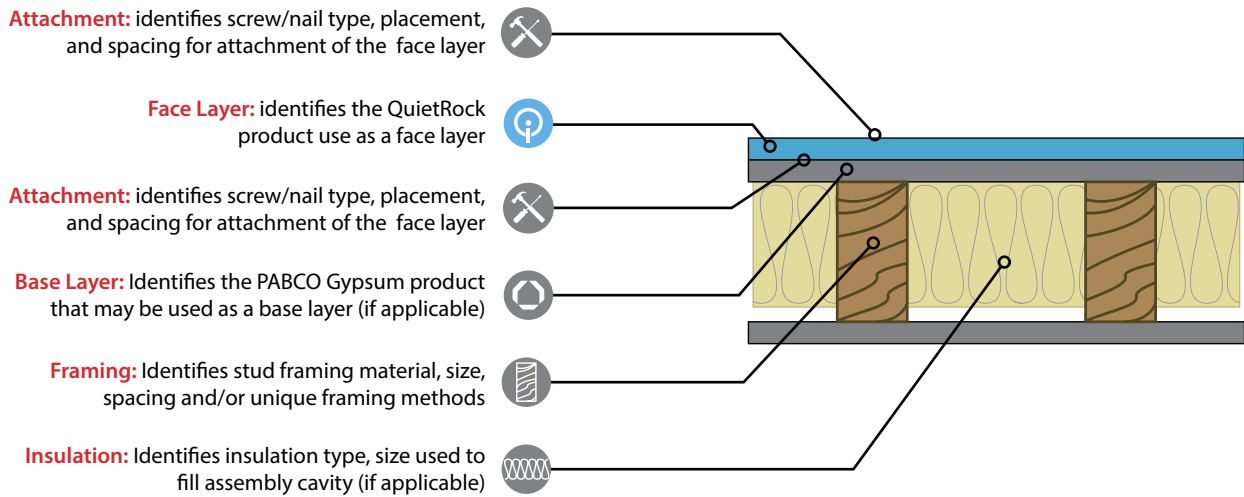 Attachment: identifies screw/nail type, placement,
and spacing for attachment of the face layer
Face Layer: identifies the QuietRock
product use as a face layer
Attachment: identifies screw/nail type, placement,
and spacing for attachment of the face layer
Base Layer: Identifies the PABCO Gypsum product
that may be used as a base layer (if applicable)
Framing: Identifies stud framing material, size,
spacing and/or unique framing methods
Insulation: Identifies insulation type, size used to
fill assembly cavity (if applicable)